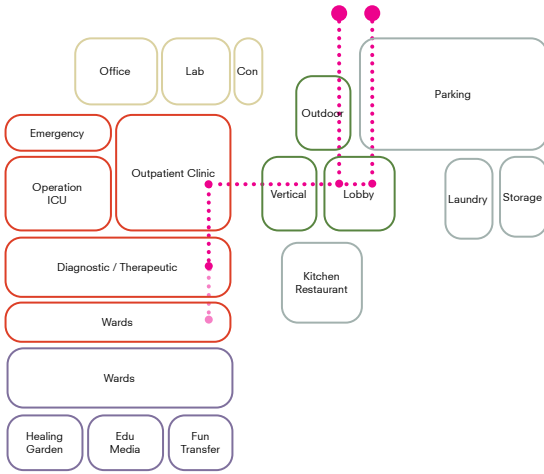 Office
Lab
Con
Parking
Outdoor
Emergency
Outpatient Clinic
Operation
ICU
Vertical
Lobby
Laundry
Storage
Diagnostic / Therapeutic
Kitchen
Restaurant
Wards
Wards
Healing
Garden
Edu
Media
Fun
Transfer